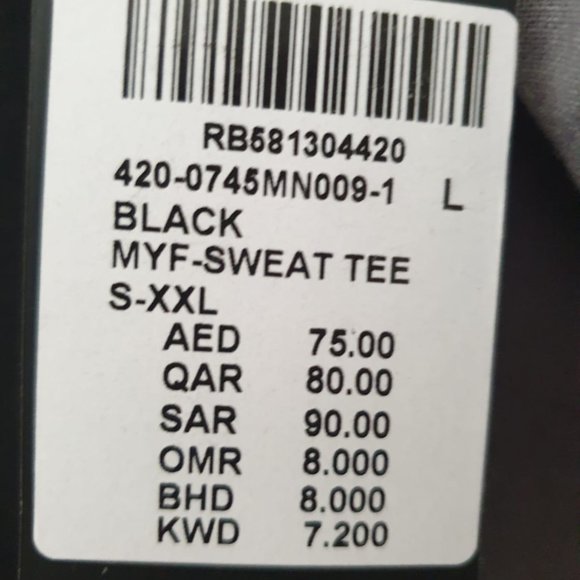 RB581304420
420-0745MN009-1 L
BLACK
MYF-SWEAT TEE
S-XXL
AED 75.00
QAR 80.00
SAR 90.00
OMR 8.000
BHD 8.000
KWD 7.200